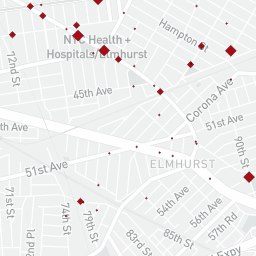 Hampton St
72nd St
NYC Health +
Hospitals/Elmhurst
45th Ave
Corona Ave
51st Ave
th Ave
51st Ave
ELMHURST
90th St
71st St
54th Ave
56th Ave
57th Rd
74th St
79th St
2nd Pl
83rd St
85th St
Expy